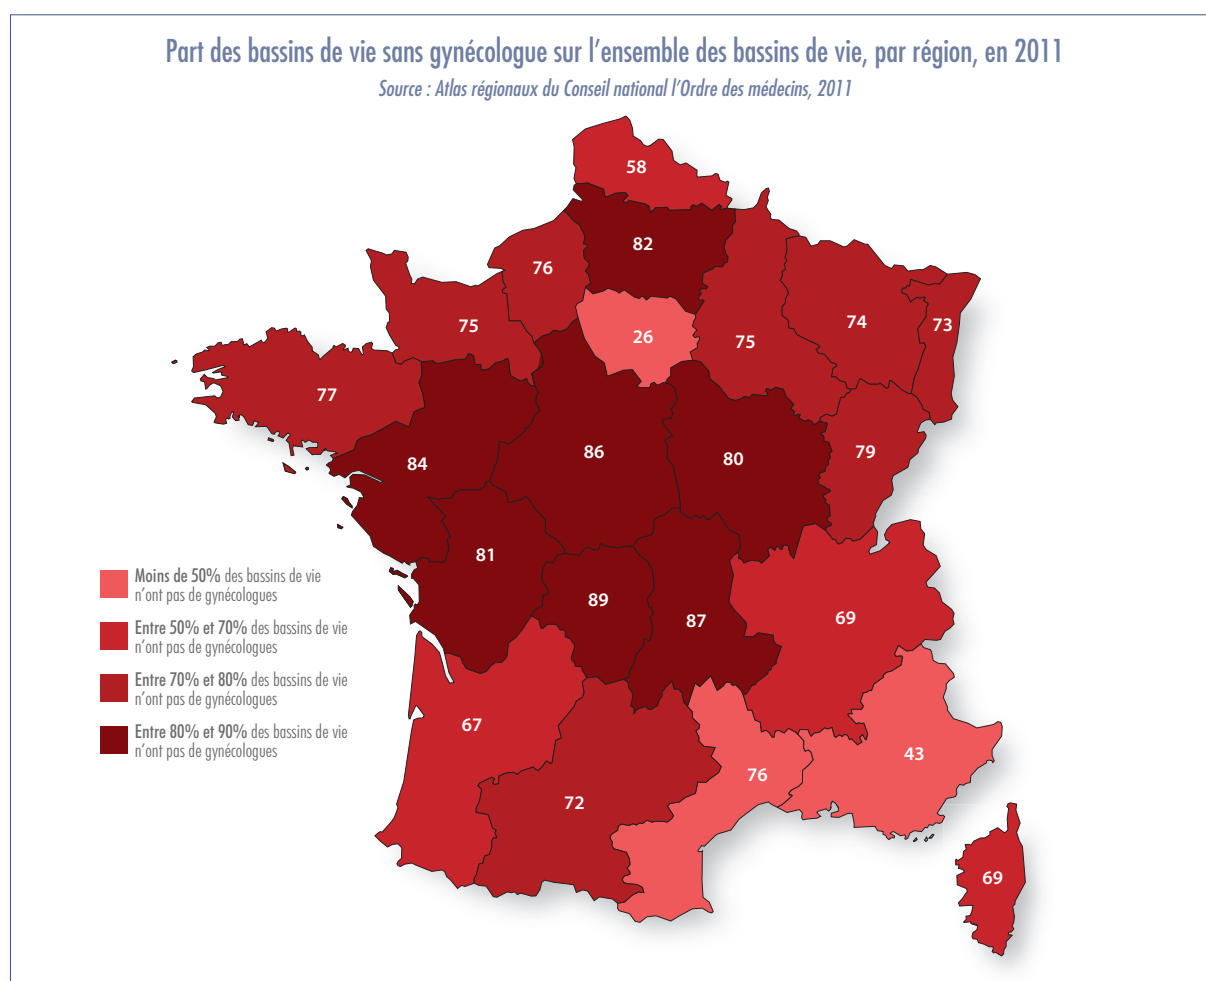 Part des bassins de vie sans gynécologue sur l'ensemble des bassins de vie, par région, en 2011
Source : Atlas régionaux du Conseil national l'Ordre des médecins, 2011
58
82
76
26
75
75
74
73
77
84
86
80
79
81
89
87
69
67
72
76
43
69
Moins de 50% des bassins de vie
n'ont pas de gynécologues
Entre 50% et 70% des bassins de vie
n'ont pas de gynécologues
Entre 70% et 80% des bassins de vie
n'ont pas de gynécologues
Entre 80% et 90% des bassins de vie
n'ont pas de gynécologues